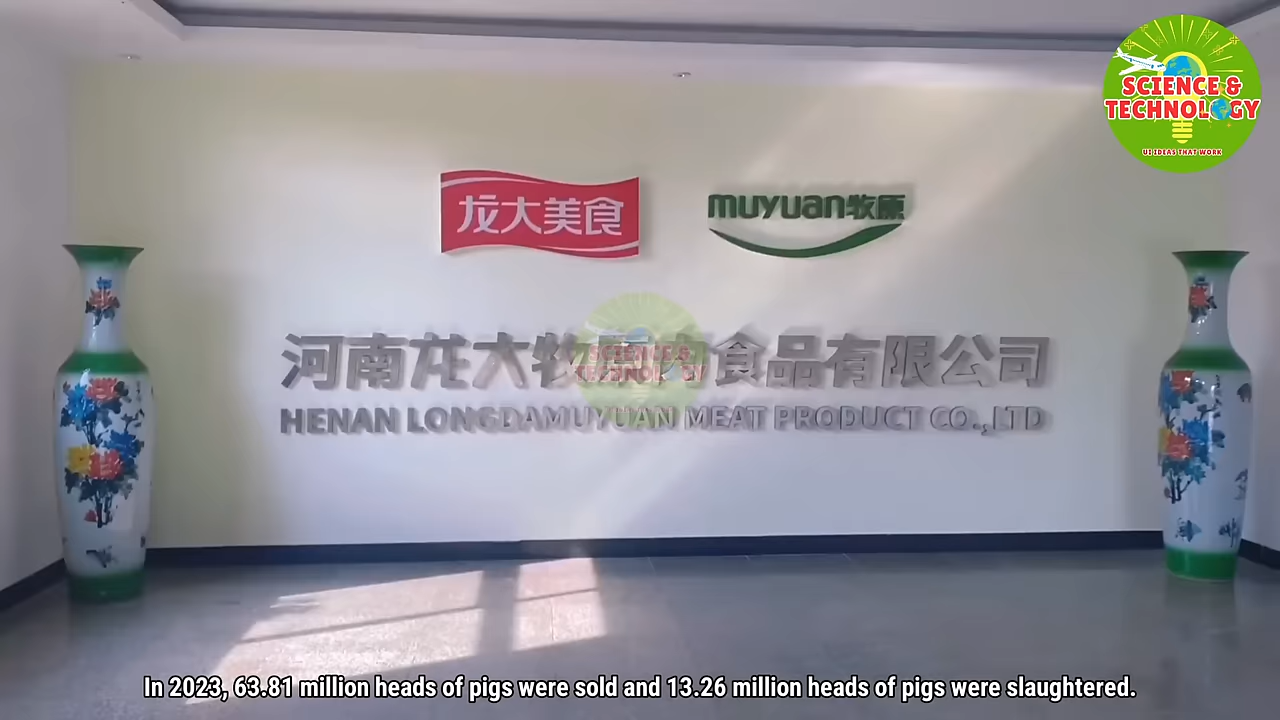 SCIENCE &
TECHNOLOGY
UI IDEAS THAT WORK
龙大美食
muyuan牧原
河南龙大牧原肉食品有限公司
SCIENCE &
TECHNOLOGY
HENAN LONGDAMUYUAN MEAT PRODUCT CO.,LTD
In 2023, 63.81 million heads of pigs were sold and 13.26 million heads of pigs were slaughtered.